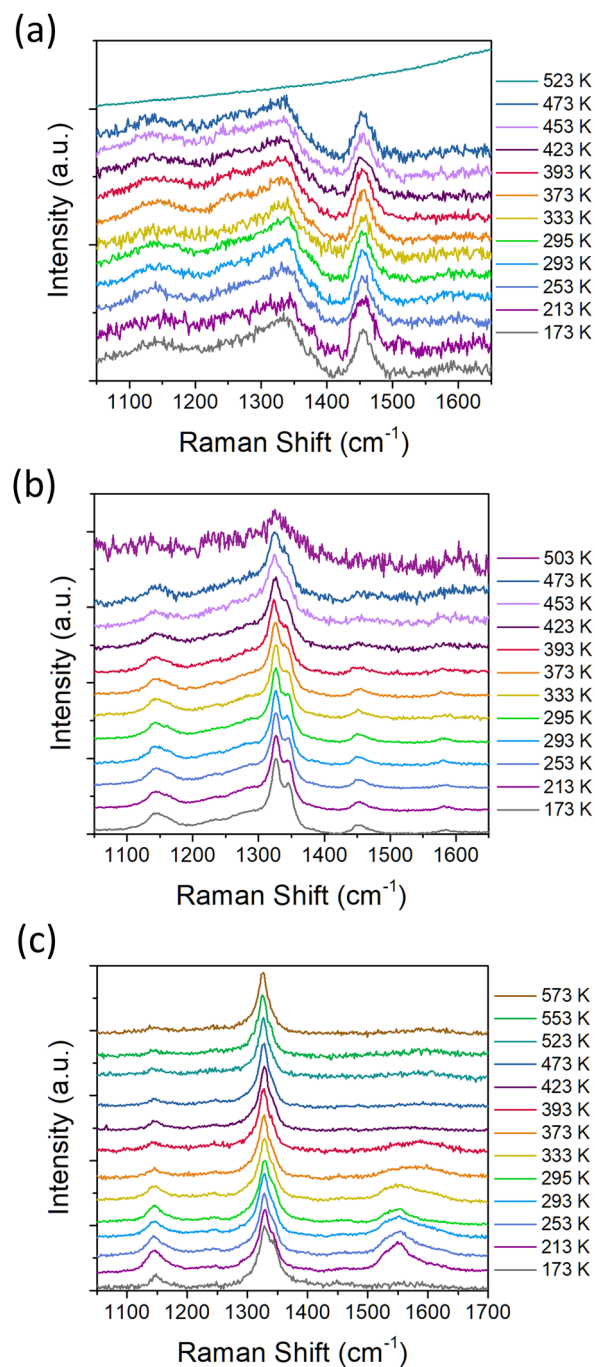 (a)
Intensity (a.u.)
523 K
473 K
453 K
423 K
393 K
373 K
333 K
295 K
293 K
253 K
213 K
173 K
1100 1200 1300 1400 1500 1600
Raman Shift (cm⁻¹)
(b)
Intensity (a.u.)
503 K
473 K
453 K
423 K
393 K
373 K
333 K
295 K
293 K
253 K
213 K
173 K
1100 1200 1300 1400 1500 1600
Raman Shift (cm⁻¹)
(c)
Intensity (a.u.)
573 K
553 K
523 K
473 K
423 K
393 K
373 K
333 K
295 K
293 K
253 K
213 K
173 K
1100 1200 1300 1400 1500 1600 1700
Raman Shift (cm⁻¹)